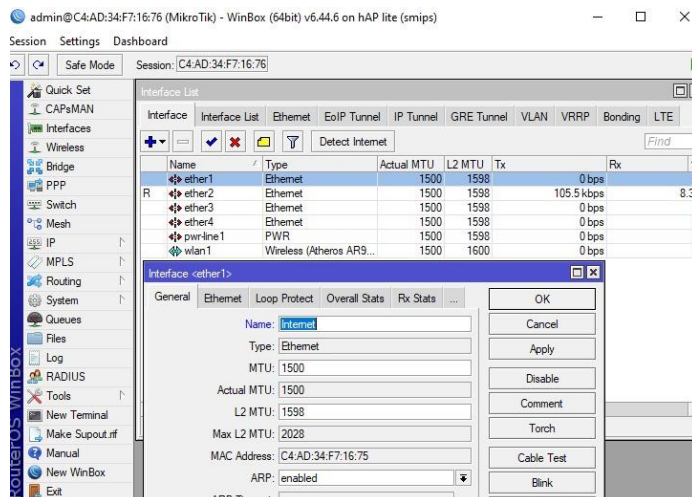 admin@C4:AD:34:F7:16:76 (MikroTik) - WinBox (64bit) v6.44.6 on hAP lite (smips)
Session Settings Dashboard
Safe Mode Session: C4:AD:34:F7:16:76
Quick Set
CAPsMAN
Interfaces
Wireless
Bridge
PPP
Switch
Mesh
IP
MPLS
Routing
System
Queues
Files
Log
RADIUS
Tools
New Terminal
Make Supout.rif
Manual
New WinBox
Exit
RouterOS WinBox
Interface List
Interface Interface List Ethernet EoIP Tunnel IP Tunnel GRE Tunnel VLAN VRRP Bonding LTE
Detect Internet Find
Name Type Actual MTU L2 MTU Tx Rx
ether1 Ethernet 1500 1598 0 bps
R ether2 Ethernet 1500 1598 105.5 kbps 8.3
ether3 Ethernet 1500 1598 0 bps
ether4 Ethernet 1500 1598 0 bps
pwr-line1 PWR 1500 1598 0 bps
wlan1 Wireless (Atheros AR9... 1500 1600 0 bps
Interface <ether1>
General Ethernet Loop Protect Overall Stats Rx Stats ...
Name: Internet
Type: Ethernet
MTU: 1500
Actual MTU: 1500
L2 MTU: 1598
Max L2 MTU: 2028
MAC Address: C4:AD:34:F7:16:75
ARP: enabled
OK
Cancel
Apply
Disable
Comment
Torch
Cable Test
Blink